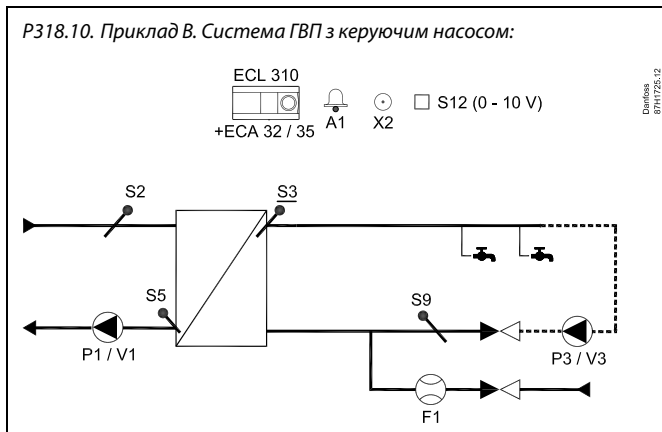 P318.10. Приклад B. Система ГВП з керуючим насосом:
ECL 310
+ECA 32 / 35
A1
X2
S12 (0 - 10 V)
Danfoss
87H1725.12
S2
S3
S5
S9
P1 / V1
P3 / V3
F1